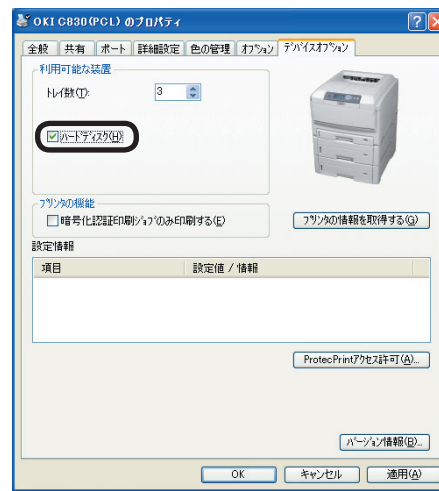 OKI C830(PCL) のプロパティ
全般 共有 ポート 詳細設定 色の管理 オプション デバイスオプション
利用可能な装置
トレイ数(T): 3
ハードディスク(H)
プリンタの機能
暗号化認証印刷ジョブのみ印刷する(E)
プリンタの情報を取得する(G)
設定情報
項目 設定値 / 情報
ProtecPrintアクセス許可(A)...
バージョン情報(B)...
OK キャンセル 適用(A)